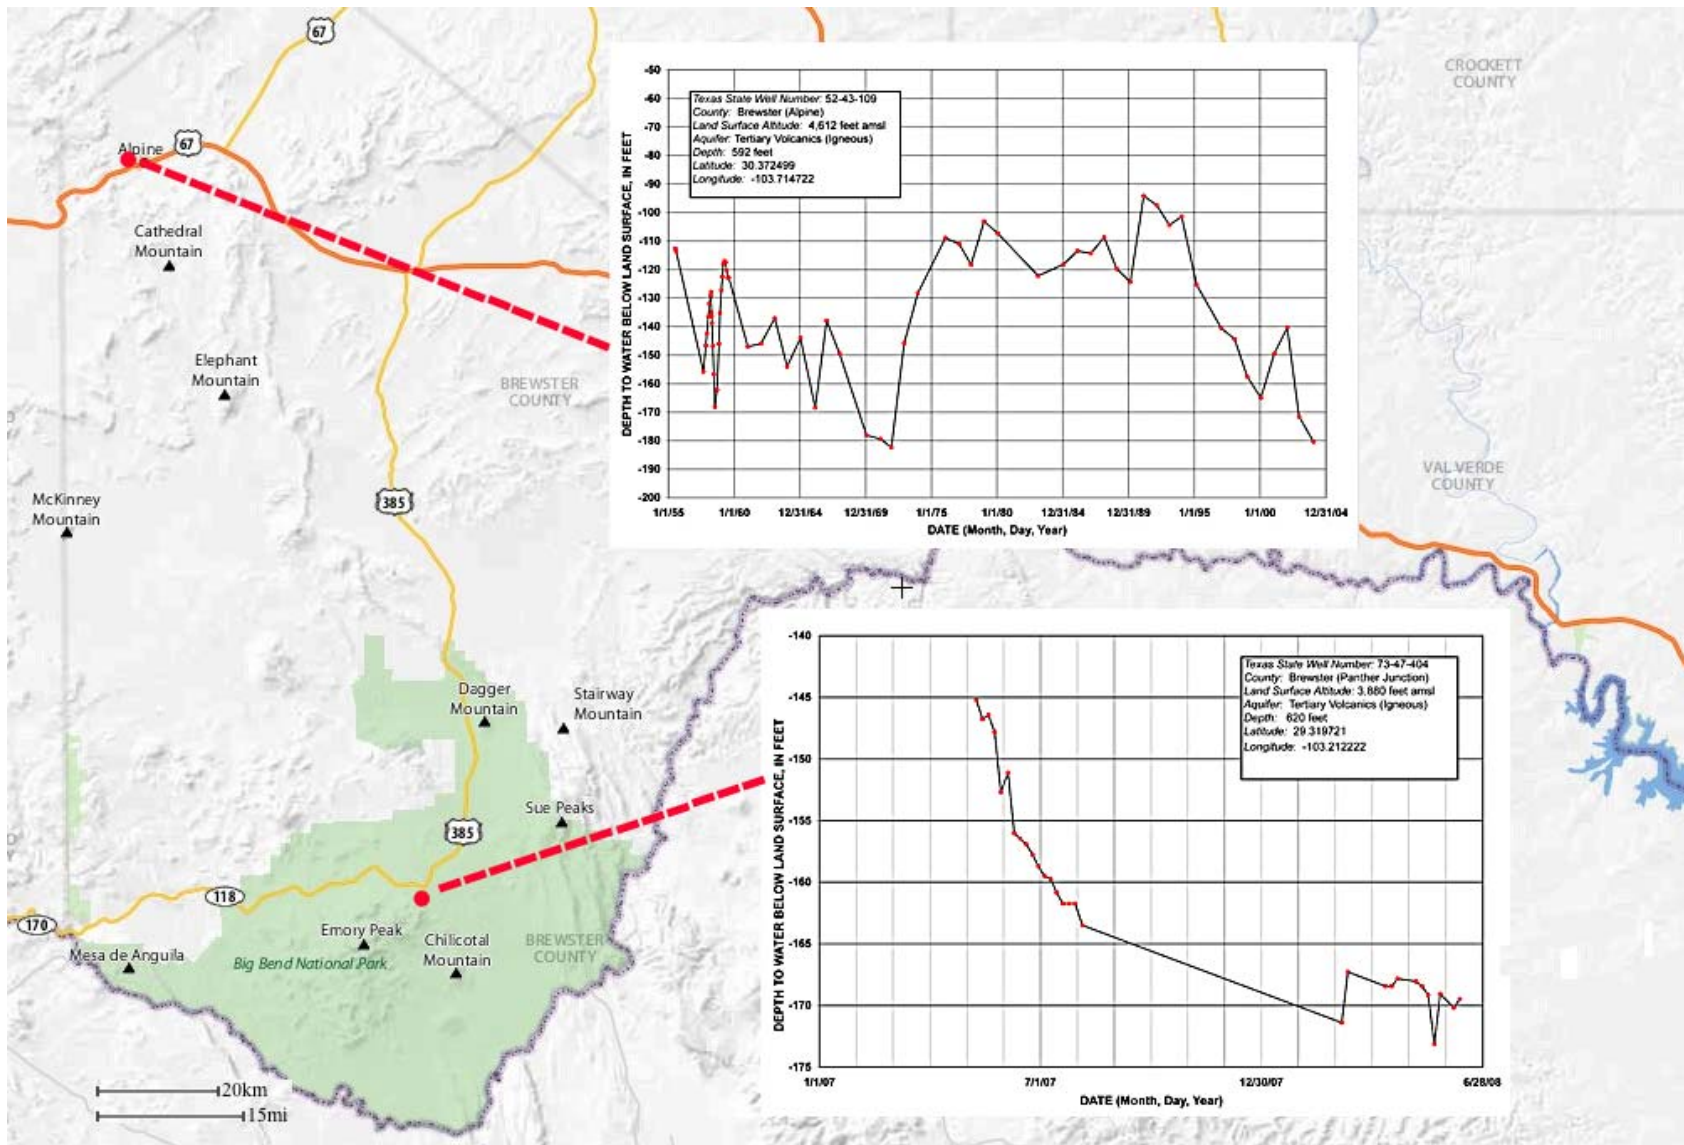 67
CROCKETT
COUNTY
67
Alpine
Cathedral
Mountain
Elephant
Mountain
BREWSTER
COUNTY
McKinney
Mountain
385
VAL VERDE
COUNTY
-50
-60
-70
-80
-90
-100
-110
-120
-130
-140
-150
-160
-170
-180
-190
-200
DEPTH TO WATER BELOW LAND SURFACE, IN FEET
Texas State Well Number: 52-43-109
County: Brewster (Alpine)
Land Surface Altitude: 4,612 feet amsl
Aquifer: Tertiary Volcanics (Igneous)
Depth: 592 feet
Latitude: 30.372499
Longitude: -103.714722
1/1/55
1/1/60
12/31/64
12/31/69
1/1/75
1/1/80
12/31/84
12/31/89
1/1/95
1/1/00
12/31/04
DATE (Month, Day, Year)
Dagger
Mountain
Stairway
Mountain
Sue Peaks
385
118
170
Emory Peak
Chilicotal
Mountain
BREWSTER
COUNTY
Mesa de Anguila
Big Bend National Park
20km
15mi
-140
-145
-150
-155
-160
-165
-170
-175
DEPTH TO WATER BELOW LAND SURFACE, IN FEET
Texas State Well Number: 73-47-404
County: Brewster (Panther Junction)
Land Surface Altitude: 3,880 feet amsl
Aquifer: Tertiary Volcanics (Igneous)
Depth: 620 feet
Latitude: 29.319721
Longitude: -103.212222
1/1/07
7/1/07
12/30/07
6/28/08
DATE (Month, Day, Year)